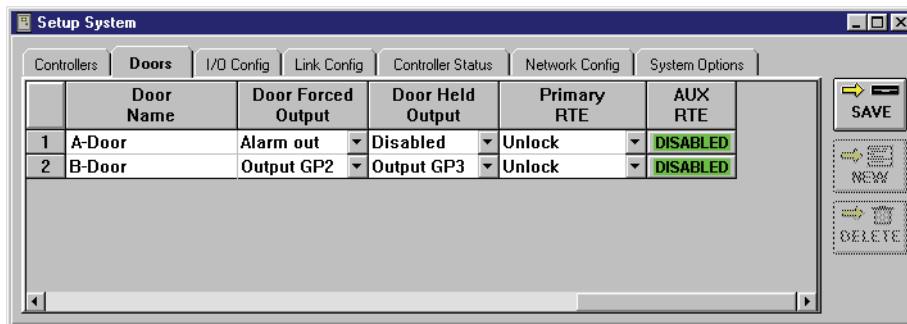 Setup System
Controllers Doors I/O Config Link Config Controller Status Network Config System Options
Door Name Door Forced Output Door Held Output Primary RTE AUX RTE
1 A-Door Alarm out Disabled Unlock DISABLED
2 B-Door Output GP2 Output GP3 Unlock DISABLED
SAVE
NEW
DELETE